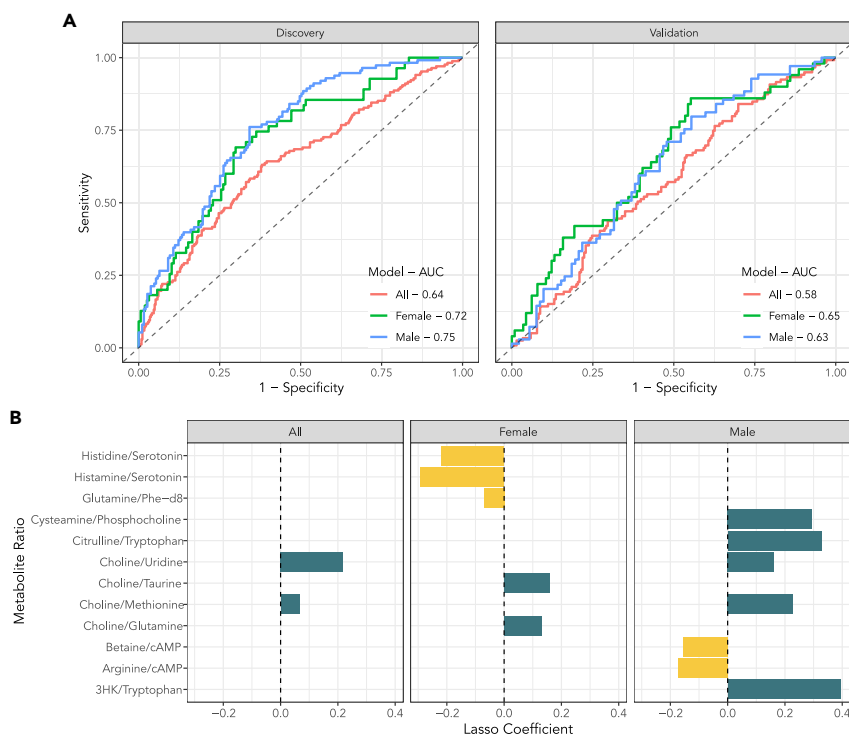 A
Discovery
Validation
Sensitivity
1.00
0.75
0.50
0.25
0.00
Model – AUC
All – 0.64
Female – 0.72
Male – 0.75
Model – AUC
All – 0.58
Female – 0.65
Male – 0.63
0.00 0.25 0.50 0.75 1.00
0.00 0.25 0.50 0.75 1.00
1 – Specificity
1 – Specificity
B
All
Female
Male
Metabolite Ratio
Histidine/Serotonin
Histamine/Serotonin
Glutamine/Phe–d8
Cysteamine/Phosphocholine
Citrulline/Tryptophan
Choline/Uridine
Choline/Taurine
Choline/Methionine
Choline/Glutamine
Betaine/cAMP
Arginine/cAMP
3HK/Tryptophan
−0.2 0.0 0.2 0.4
−0.2 0.0 0.2 0.4
−0.2 0.0 0.2 0.4
Lasso Coefficient